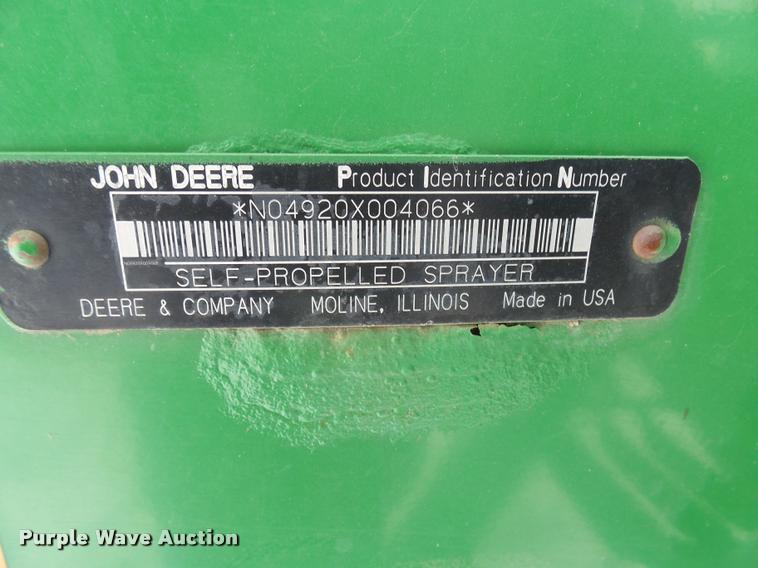 JOHN DEERE Product Identification Number
*N04920X004066*
SELF-PROPELLED SPRAYER
DEERE & COMPANY MOLINE, ILLINOIS Made in USA
Purple Wave Auction